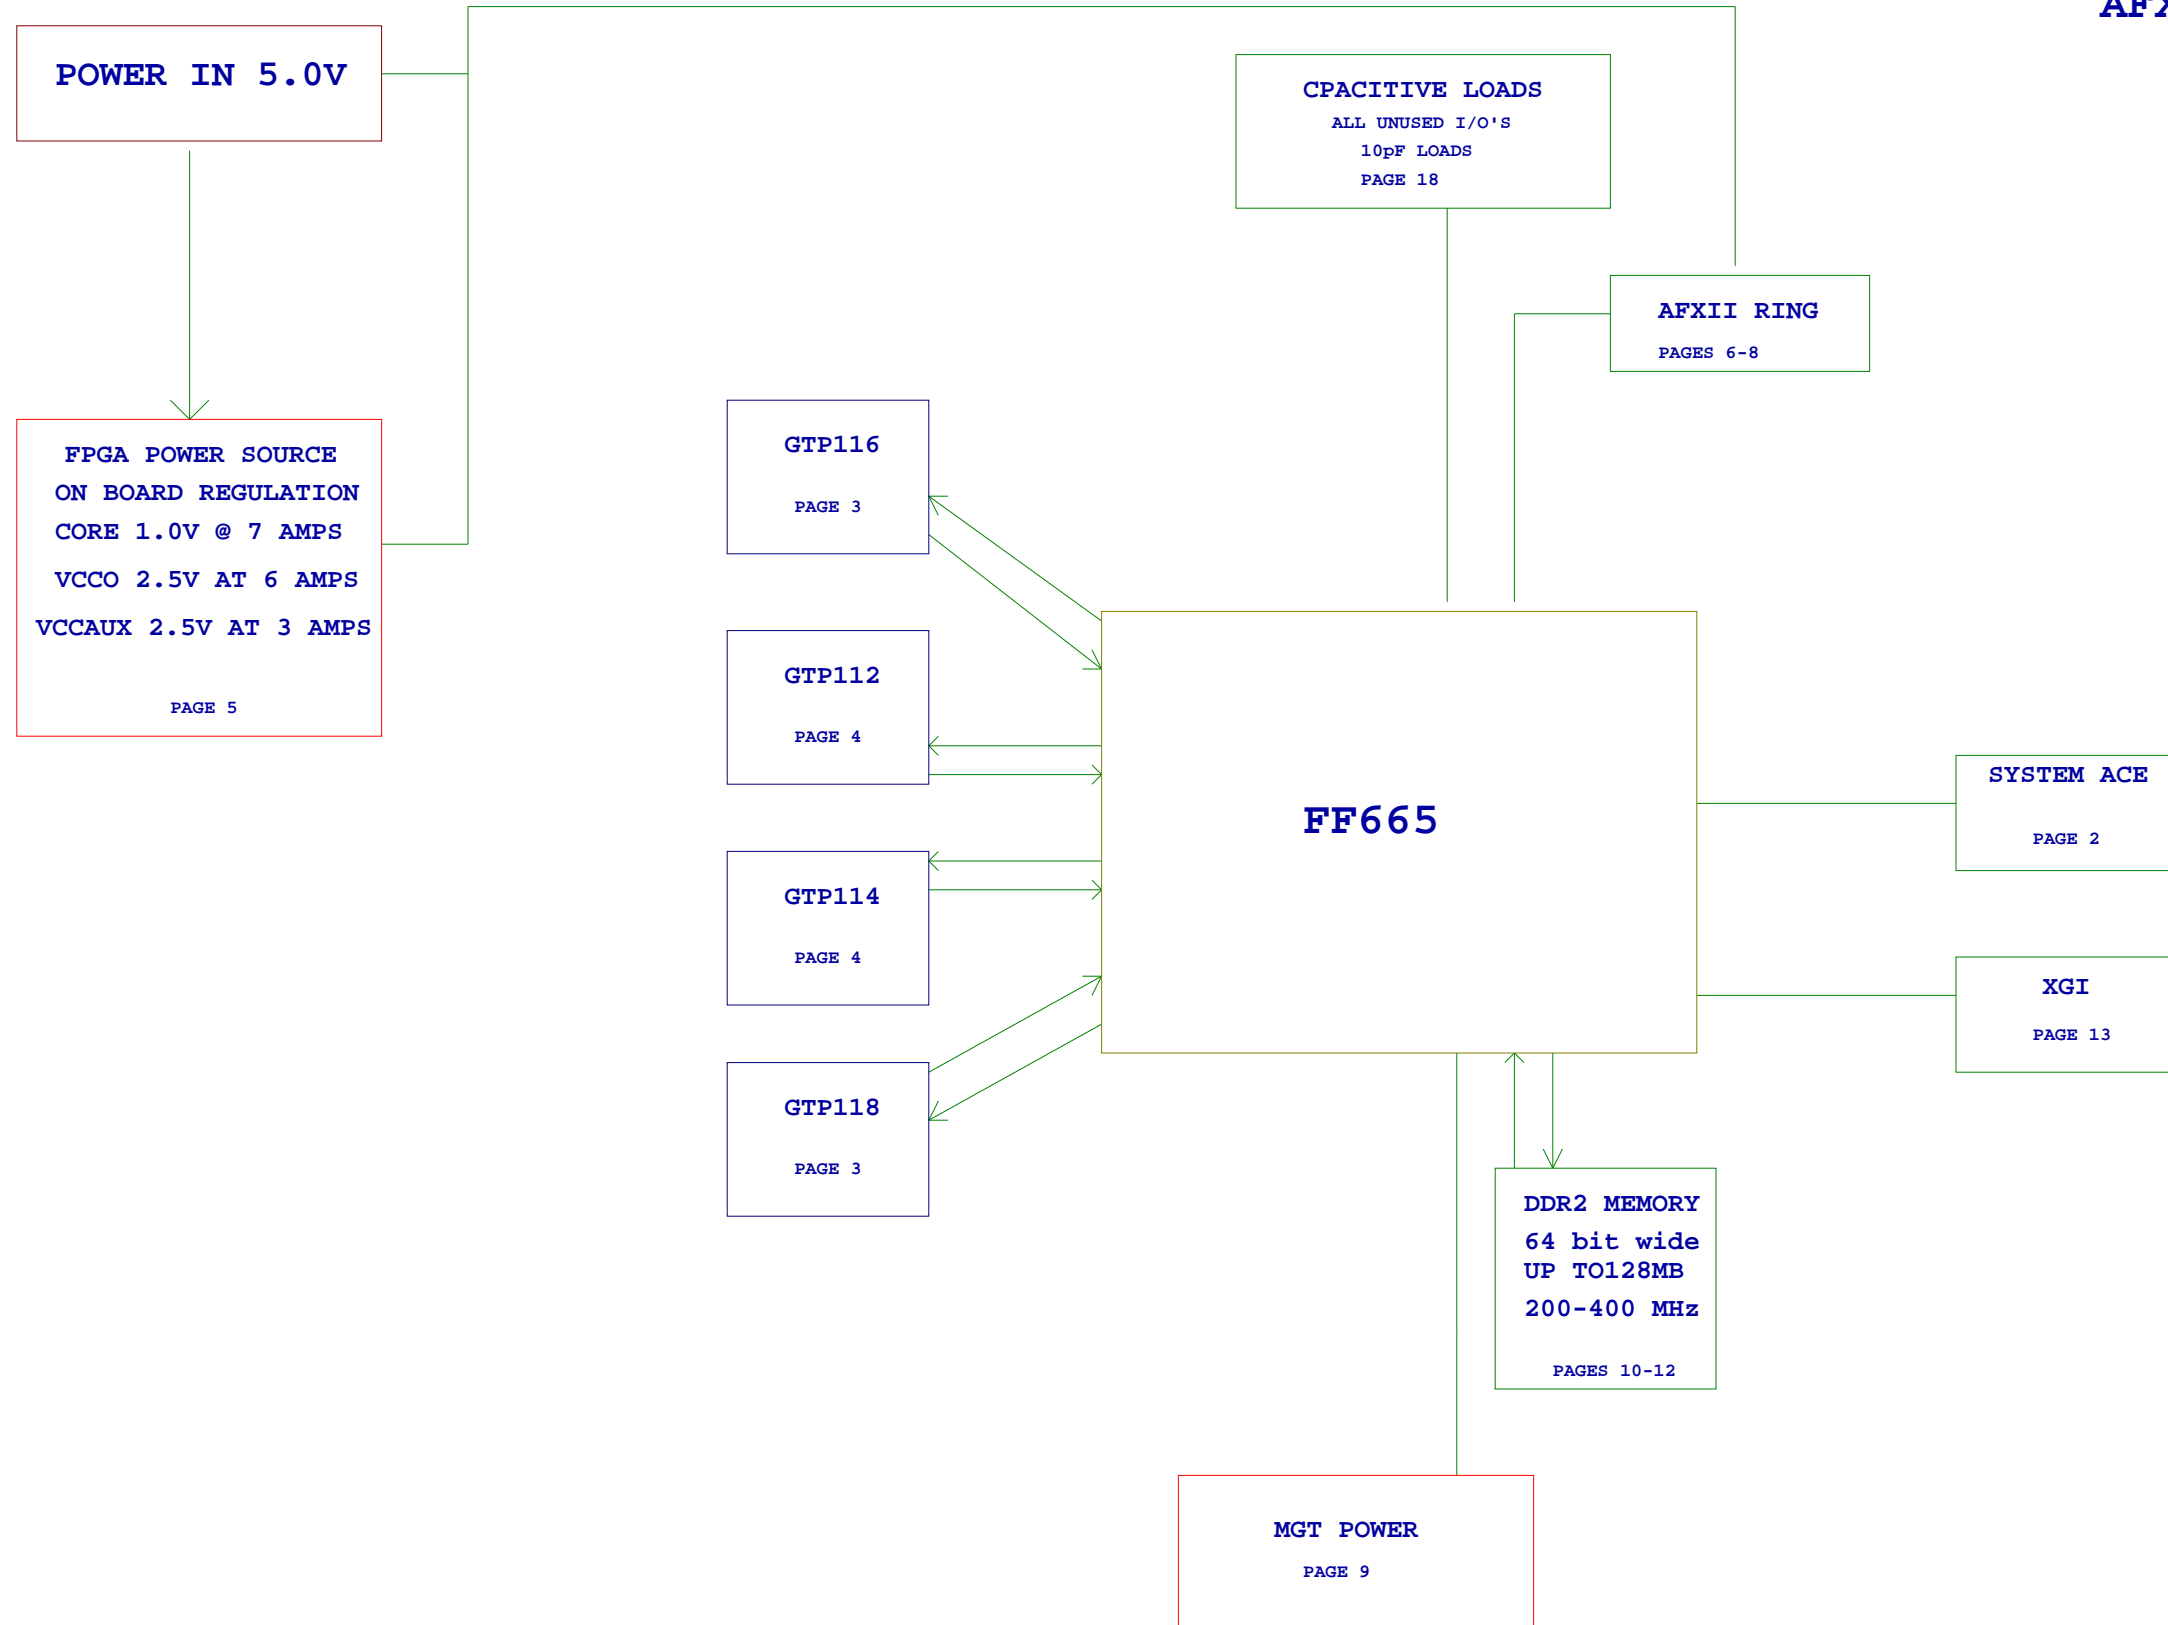 AFX
POWER IN 5.0V
CPACITIVE LOADS
ALL UNUSED I/O'S
10pF LOADS
PAGE 18
AFXII RING
PAGES 6-8
FPGA POWER SOURCE
ON BOARD REGULATION
CORE 1.0V @ 7 AMPS
VCCO 2.5V AT 6 AMPS
VCCAUX 2.5V AT 3 AMPS
PAGE 5
GTP116
PAGE 3
GTP112
PAGE 4
GTP114
PAGE 4
GTP118
PAGE 3
FF665
SYSTEM ACE
PAGE 2
XGI
PAGE 13
DDR2 MEMORY
64 bit wide
UP TO128MB
200-400 MHz
PAGES 10-12
MGT POWER
PAGE 9